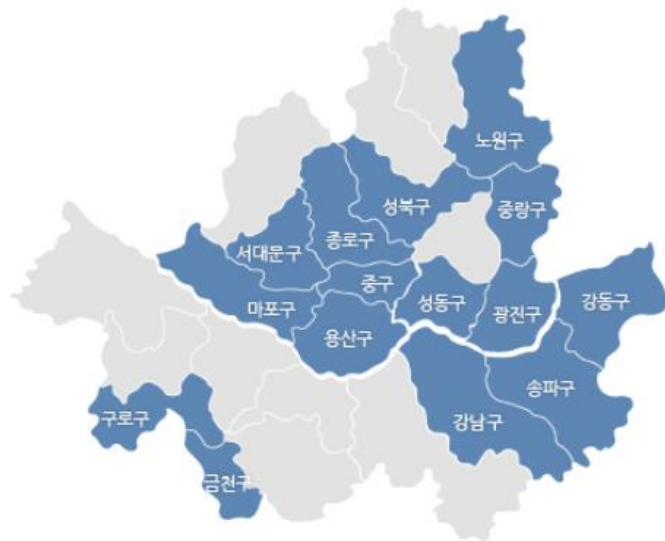 노원구
성북구
중랑구
서대문구
종로구
중구
강동구
마포구
성동구
광진구
용산구
송파구
구로구
강남구
금천구